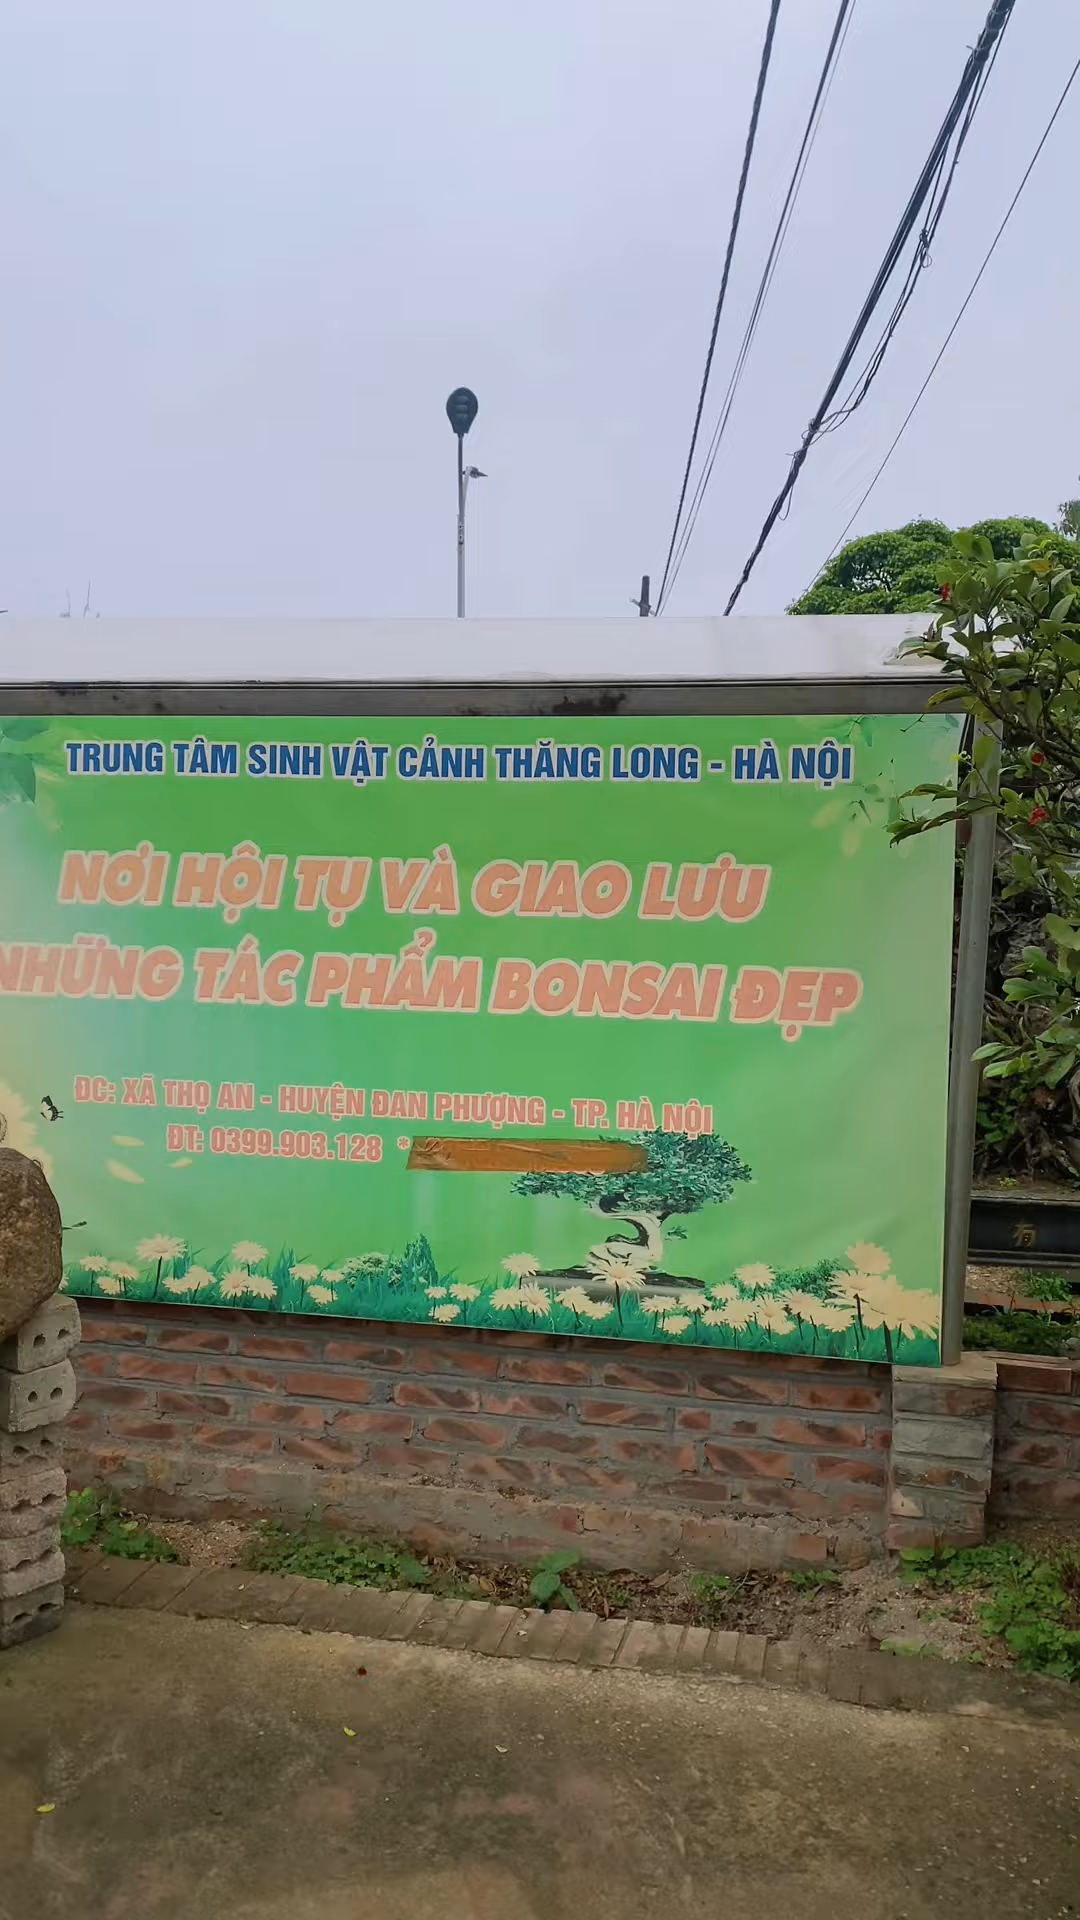 TRUNG TÂM SINH VẬT CẢNH THĂNG LONG - HÀ NỘI
NƠI HỘI TỤ VÀ GIAO LƯU
NHỮNG TÁC PHẨM BONSAI ĐẸP
ĐC: XÃ THỌ AN - HUYỆN ĐAN PHƯỢNG - TP. HÀ NỘI
ĐT: 0399.903.128 *
有